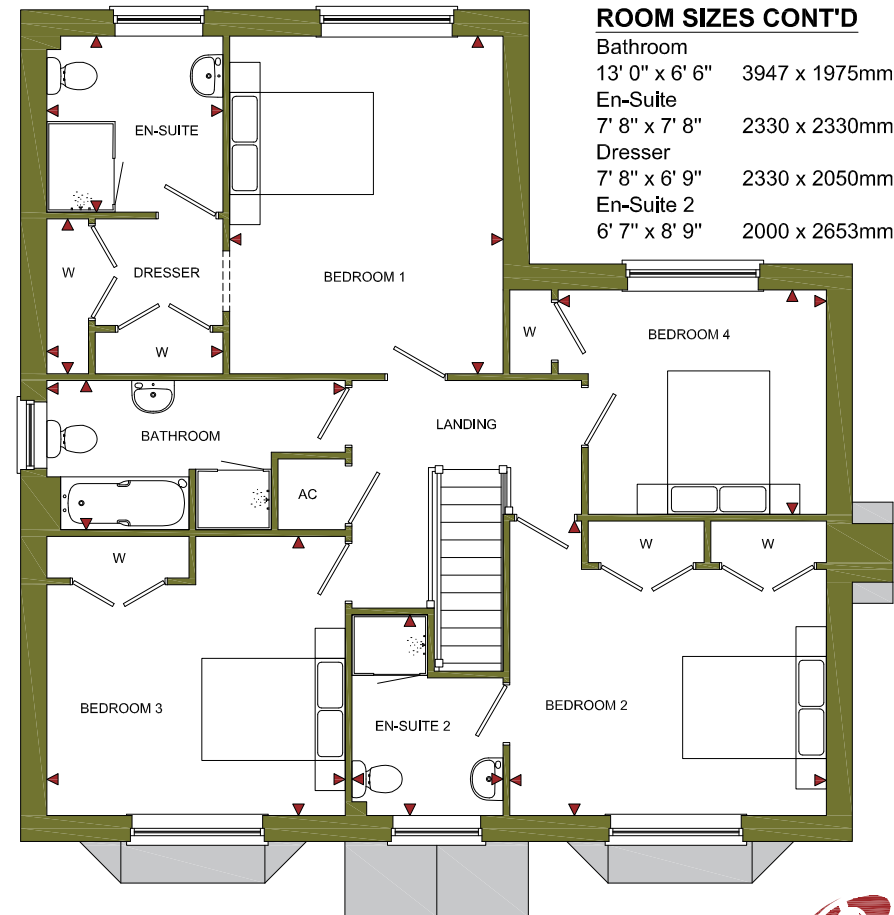 ROOM SIZES CONT'D
Bathroom
13' 0" x 6' 6" 3947 x 1975mm
En-Suite
7' 8" x 7' 8" 2330 x 2330mm
Dresser
7' 8" x 6' 9" 2330 x 2050mm
En-Suite 2
6' 7" x 8' 9" 2000 x 2653mm
EN-SUITE
W
DRESSER
BEDROOM 1
W
W
BEDROOM 4
LANDING
BATHROOM
AC
W
W
W
BEDROOM 3
EN-SUITE 2
BEDROOM 2